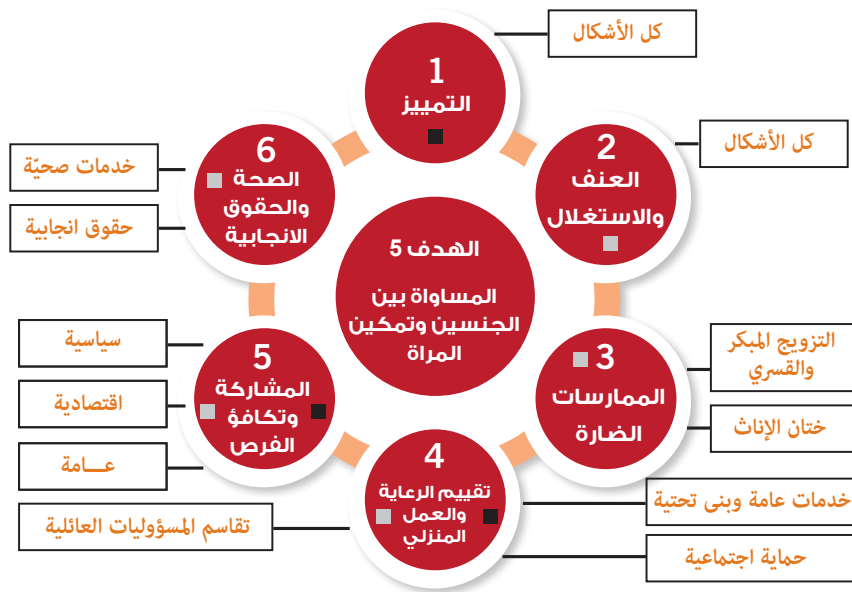 كل الأشكال
1
التمييز
كل الأشكال
2
العنف
والاستغلال
التزويج المبكر
والقسري
ختان الإناث
3
الممارسات
الضارة
خدمات عامة وبنى تحتية
حماية اجتماعية
تقاسم المسؤوليات العائلية
4
تقييم الرعاية
والعمل
المنزلي
سياسية
اقتصادية
عـــامة
5
المشاركة
وتكافؤ
الفرص
خدمات صحيّة
حقوق انجابية
6
الصحة
والحقوق
الانجابية
الهدف 5
المساواة بين
الجنسين وتمكين
المراة